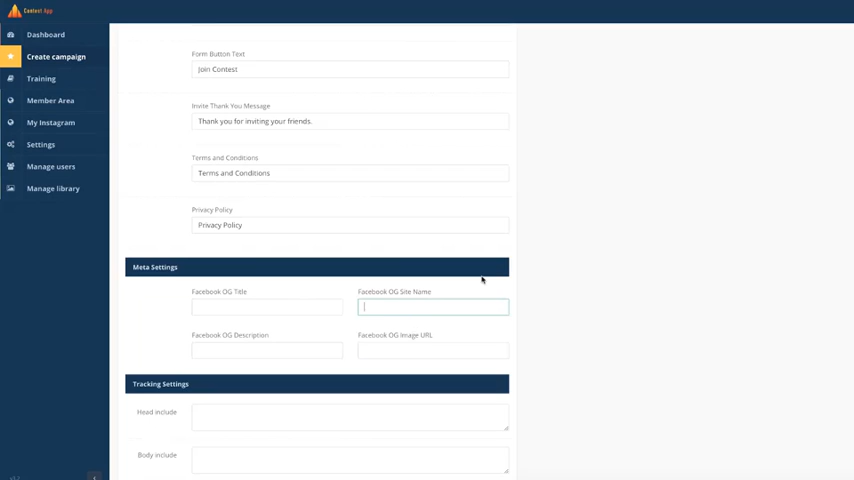 Contest App
Dashboard
Create campaign
Training
Member Area
My Instagram
Settings
Manage users
Manage library
Form Button Text
Join Contest
Invite Thank You Message
Thank you for inviting your friends.
Terms and Conditions
Terms and Conditions
Privacy Policy
Privacy Policy
Meta Settings
Facebook OG Title
Facebook OG Site Name
Facebook OG Description
Facebook OG Image URL
Tracking Settings
Head include
Body include